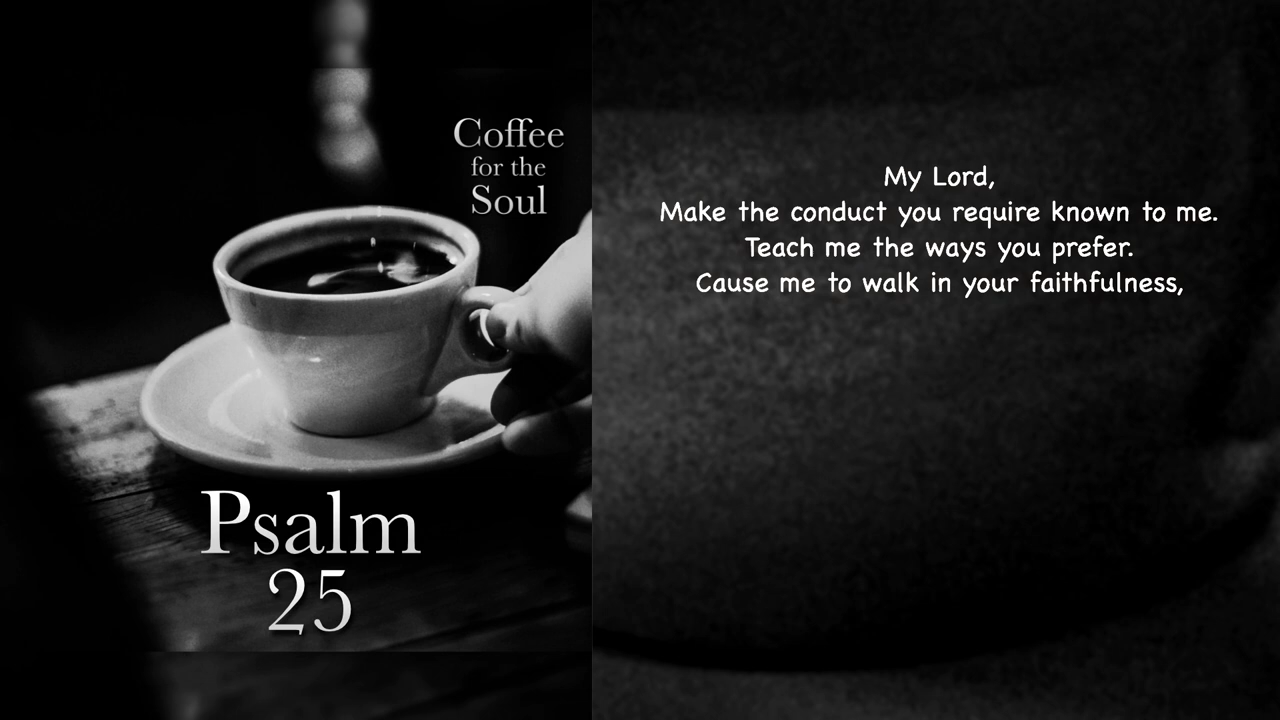 Coffee
for the
Soul
Psalm
25
My Lord,
Make the conduct you require known to me.
Teach me the ways you prefer.
Cause me to walk in your faithfulness,